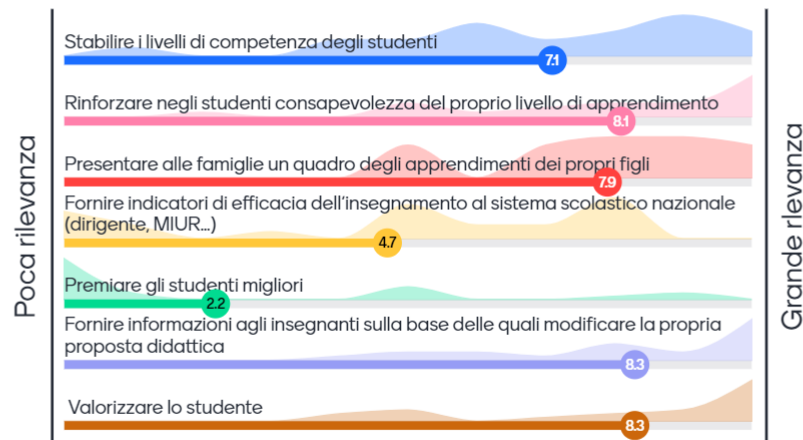 Poca rilevanza
Stabilire i livelli di competenza degli studenti
7.1
Rinforzare negli studenti consapevolezza del proprio livello di apprendimento
8.1
Presentare alle famiglie un quadro degli apprendimenti dei propri figli
7.9
Fornire indicatori di efficacia dell'insegnamento al sistema scolastico nazionale
(dirigente, MIUR...)
4.7
Premiare gli studenti migliori
2.2
Fornire informazioni agli insegnanti sulla base delle quali modificare la propria
proposta didattica
8.3
Valorizzare lo studente
8.3
Grande rlevanza